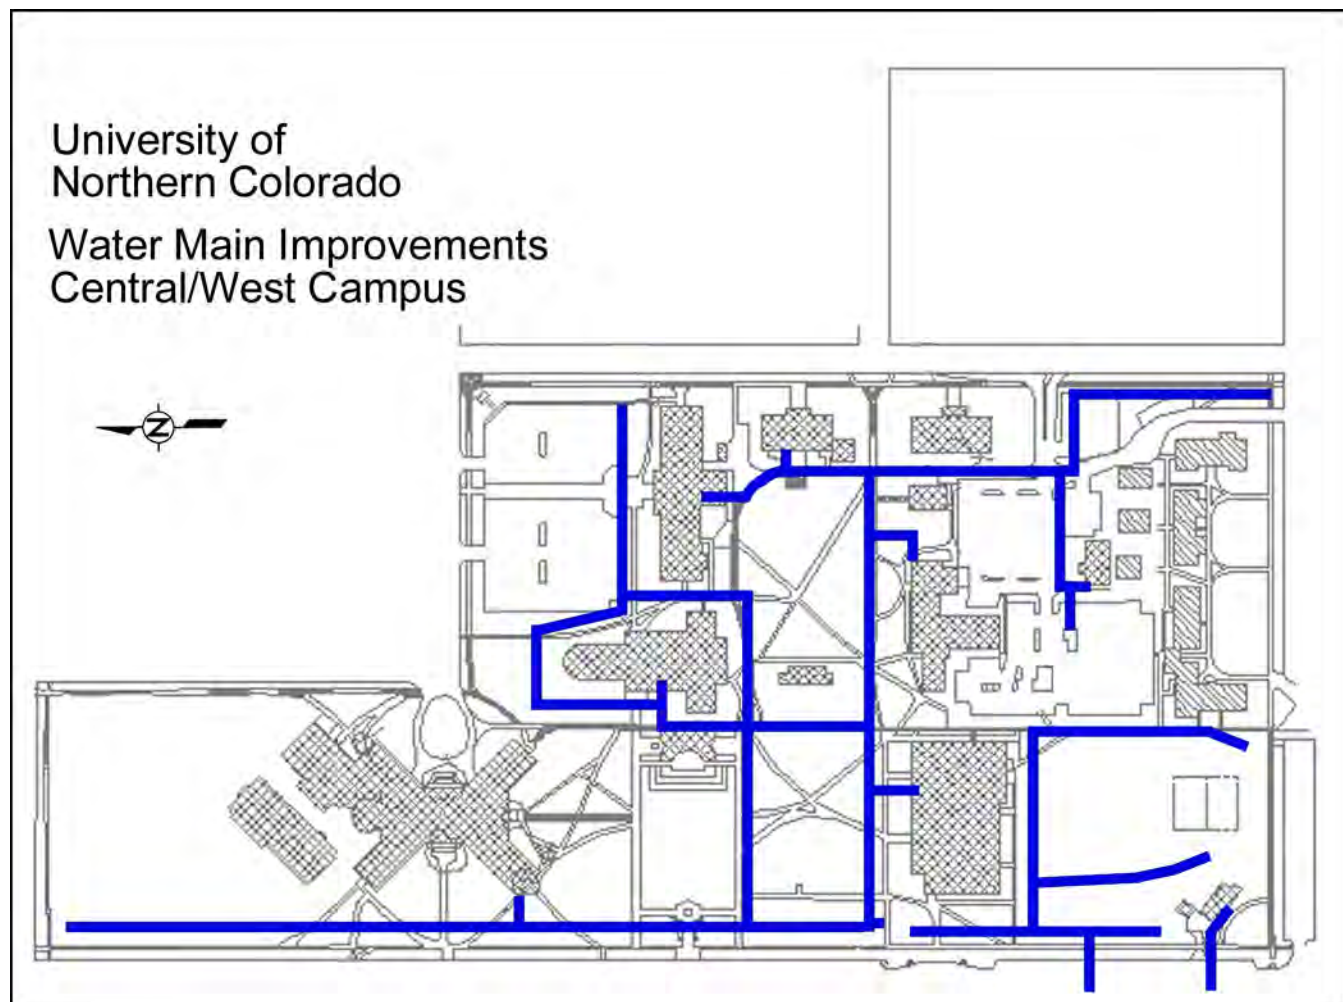 University of
Northern Colorado
Water Main Improvements
Central/West Campus
N